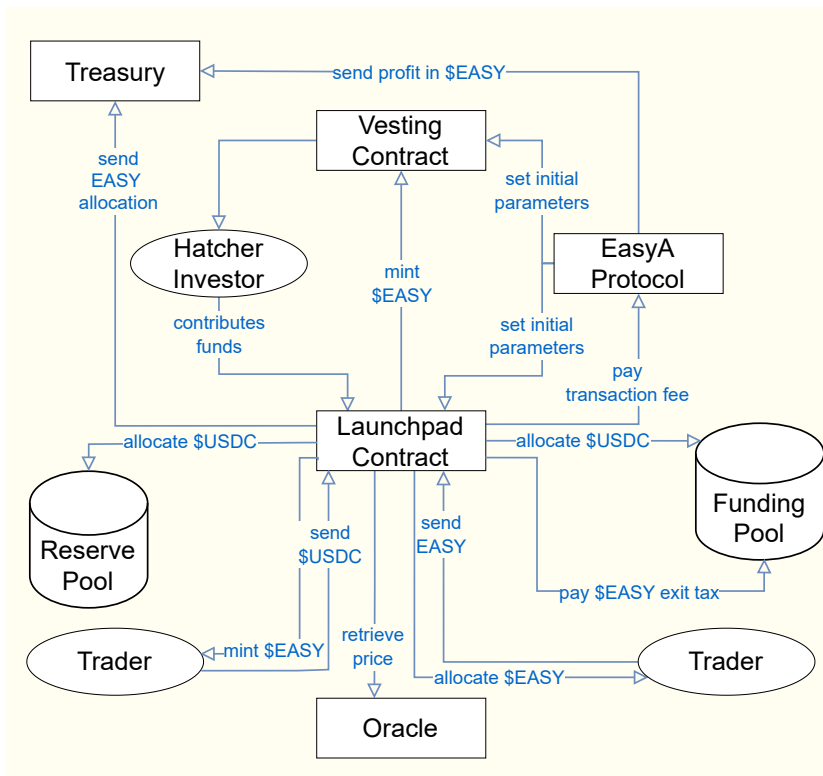 Treasury
send profit in $EASY
Vesting
Contract
send
EASY
allocation
set initial
parameters
Hatcher
Investor
EasyA
Protocol
mint
$EASY
contributes
funds
set initial
parameters
pay
transaction fee
Launchpad
Contract
allocate $USDC
allocate $USDC
Reserve
Pool
Funding
Pool
send
$USDC
send
EASY
pay $EASY exit tax
Trader
mint $EASY
retrieve
price
allocate $EASY
Trader
Oracle